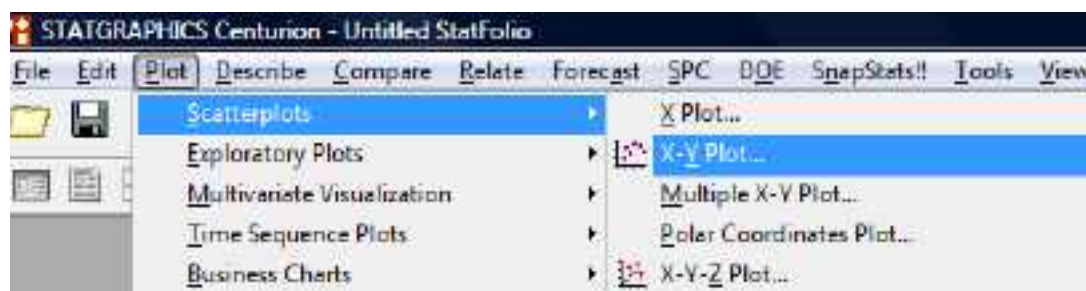 STATGRAPHICS Centurion - Untitled StatFolio
File Edit Plot Describe Compare Relate Forecast SPC DOE SnapStats!! Tools View
Scatterplots
Exploratory Plots
Multivariate Visualization
Time Sequence Plots
Business Charts
X Plot...
X-Y Plot...
Multiple X-Y Plot...
Polar Coordinates Plot...
X-Y-Z Plot...